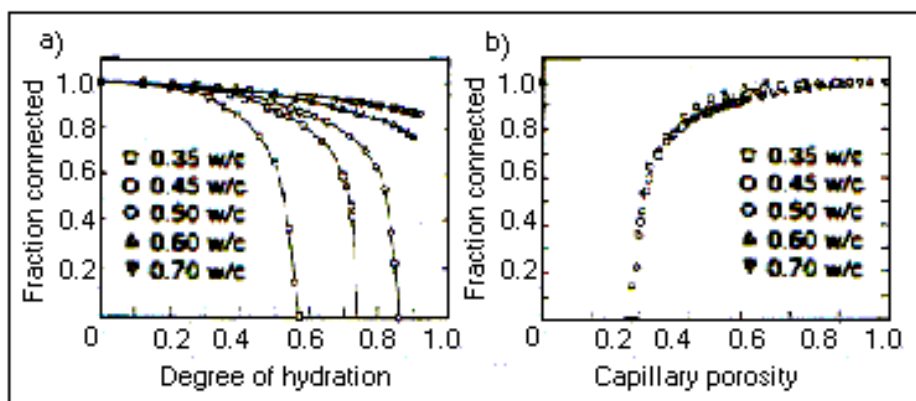 a)
Fraction connected
1.0
0.8
0.6
0.4
0.2
0.35 w/c
0.45 w/c
0.50 w/c
0.60 w/c
0.70 w/c
0 0.2 0.4 0.6 0.8 1.0
Degree of hydration
b)
Fraction connected
1.0
0.8
0.6
0.4
0.2
0.35 w/c
0.45 w/c
0.50 w/c
0.60 w/c
0.70 w/c
0 0.2 0.4 0.6 0.8 1.0
Capillary porosity